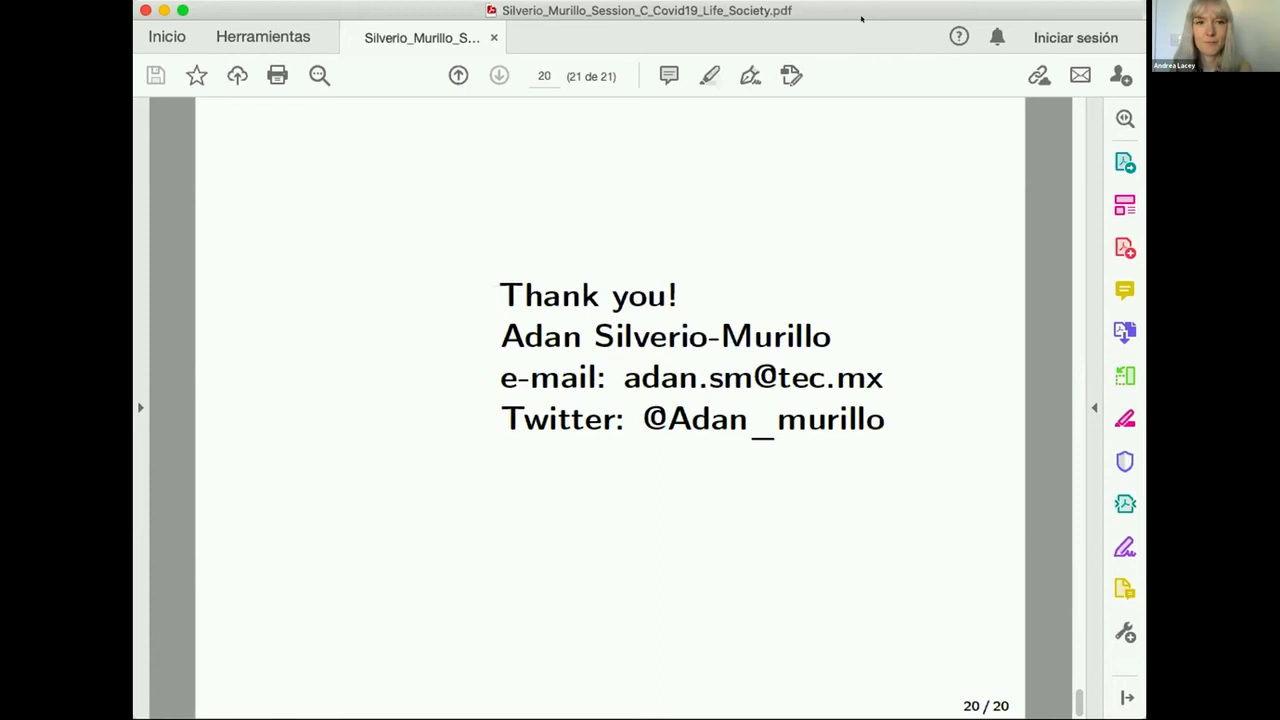 Silverio_Murillo_Session_C_Covid19_Life_Society.pdf
Andrea Lacey
Inicio Herramientas Silverio_Murillo_S... × Iniciar sesión
20 (21 de 21)
Thank you!
Adan Silverio-Murillo
e-mail: adan.sm@tec.mx
Twitter: @Adan_murillo
20 / 20